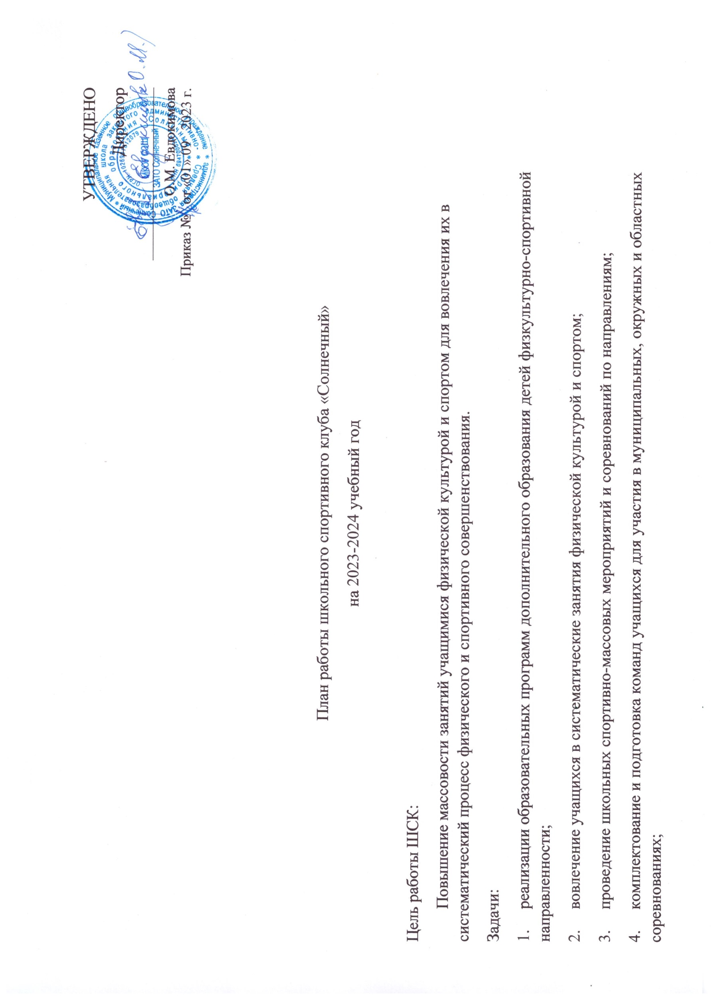 УТВЕРЖДЕНО
Директор
О.М. Евдокимова
Приказ № от «01» 09 2023 г.
План работы школьного спортивного клуба «Солнечный»
на 2023-2024 учебный год
Цель работы ШСК:
Повышение массовости занятий учащимися физической культурой и спортом для вовлечения их в
систематический процесс физического и спортивного совершенствования.
Задачи:
1. реализации образовательных программ дополнительного образования детей физкультурно-спортивной
направленности;
2. вовлечение учащихся в систематические занятия физической культурой и спортом;
3. проведение школьных спортивно-массовых мероприятий и соревнований по направлениям;
4. комплектование и подготовка команд учащихся для участия в муниципальных, окружных и областных
соревнованиях;